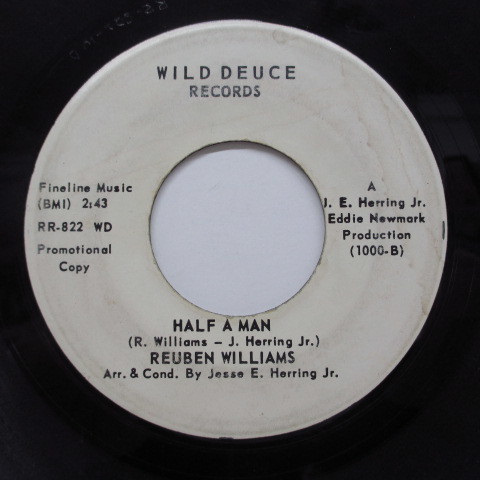 WILD DEUCE
RECORDS
Fineline Music
(BMI) 2:43
RR-822 WD
Promotional
Copy
A
J. E. Herring Jr.
Eddie Newmark
Production
(1000-B)
HALF A MAN
(R. Williams - J. Herring Jr.)
REUBEN WILLIAMS
Arr. & Cond. By Jesse E. Herring Jr.